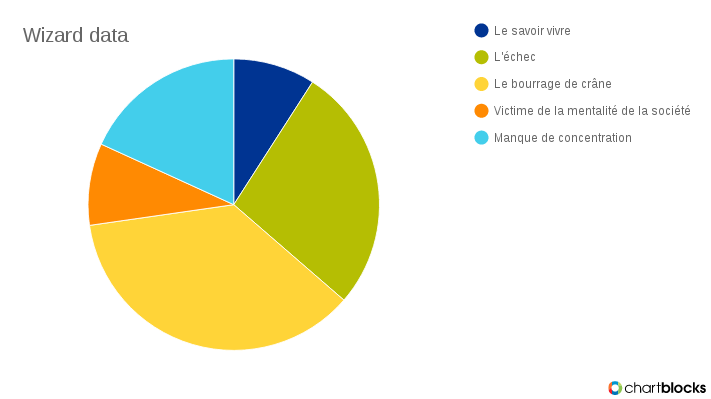 Wizard data
Le savoir vivre
L'échec
Le bourrage de crâne
Victime de la mentalité de la société
Manque de concentration
chartblocks